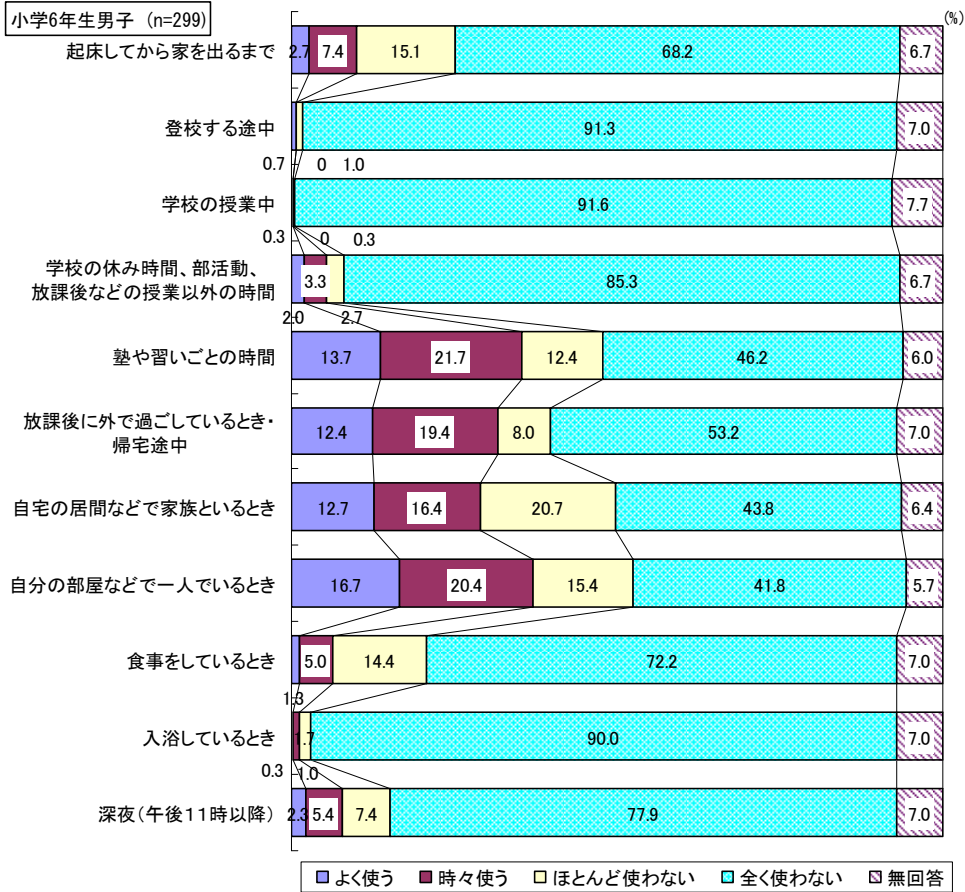 小学6年生男子 (n=299)
(%)
起床してから家を出るまで 2.7 7.4 15.1 68.2 6.7
登校する途中 91.3 7.0
0.7 0 1.0
学校の授業中 91.6 7.7
0.3 0 0.3
学校の休み時間、部活動、
放課後などの授業以外の時間 3.3 85.3 6.7
2.0 2.7
塾や習いごとの時間 13.7 21.7 12.4 46.2 6.0
放課後に外で過ごしているとき・
帰宅途中 12.4 19.4 8.0 53.2 7.0
自宅の居間などで家族といるとき 12.7 16.4 20.7 43.8 6.4
自分の部屋などで一人でいるとき 16.7 20.4 15.4 41.8 5.7
食事をしているとき 5.0 14.4 72.2 7.0
1.3
入浴しているとき 1.7 90.0 7.0
0.3 1.0
深夜(午後11時以降) 2.3 5.4 7.4 77.9 7.0
よく使う 時々使う ほとんど使わない 全く使わない 無回答